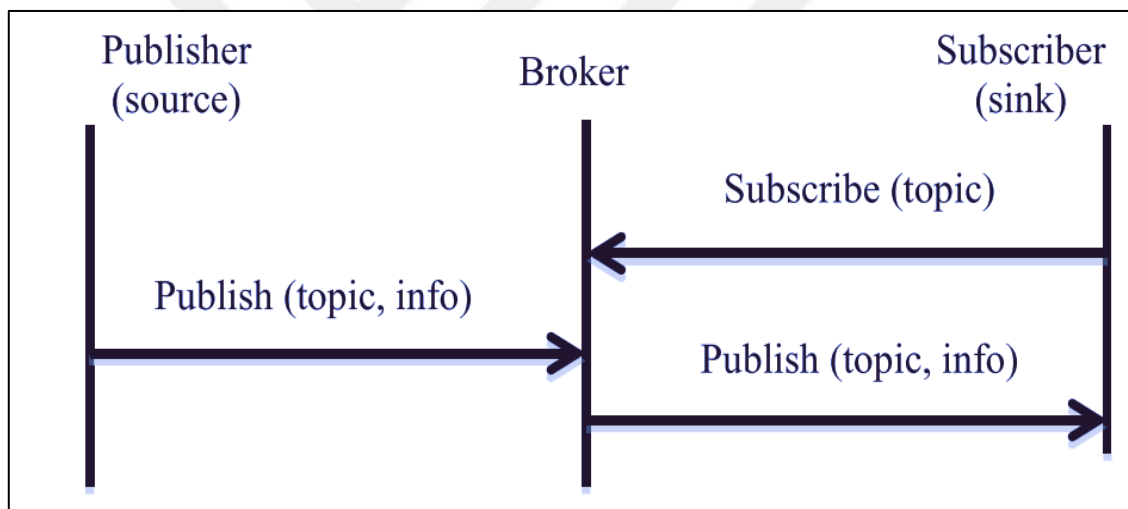 Publisher
(source)
Broker
Subscriber
(sink)
Subscribe (topic)
Publish (topic, info)
Publish (topic, info)